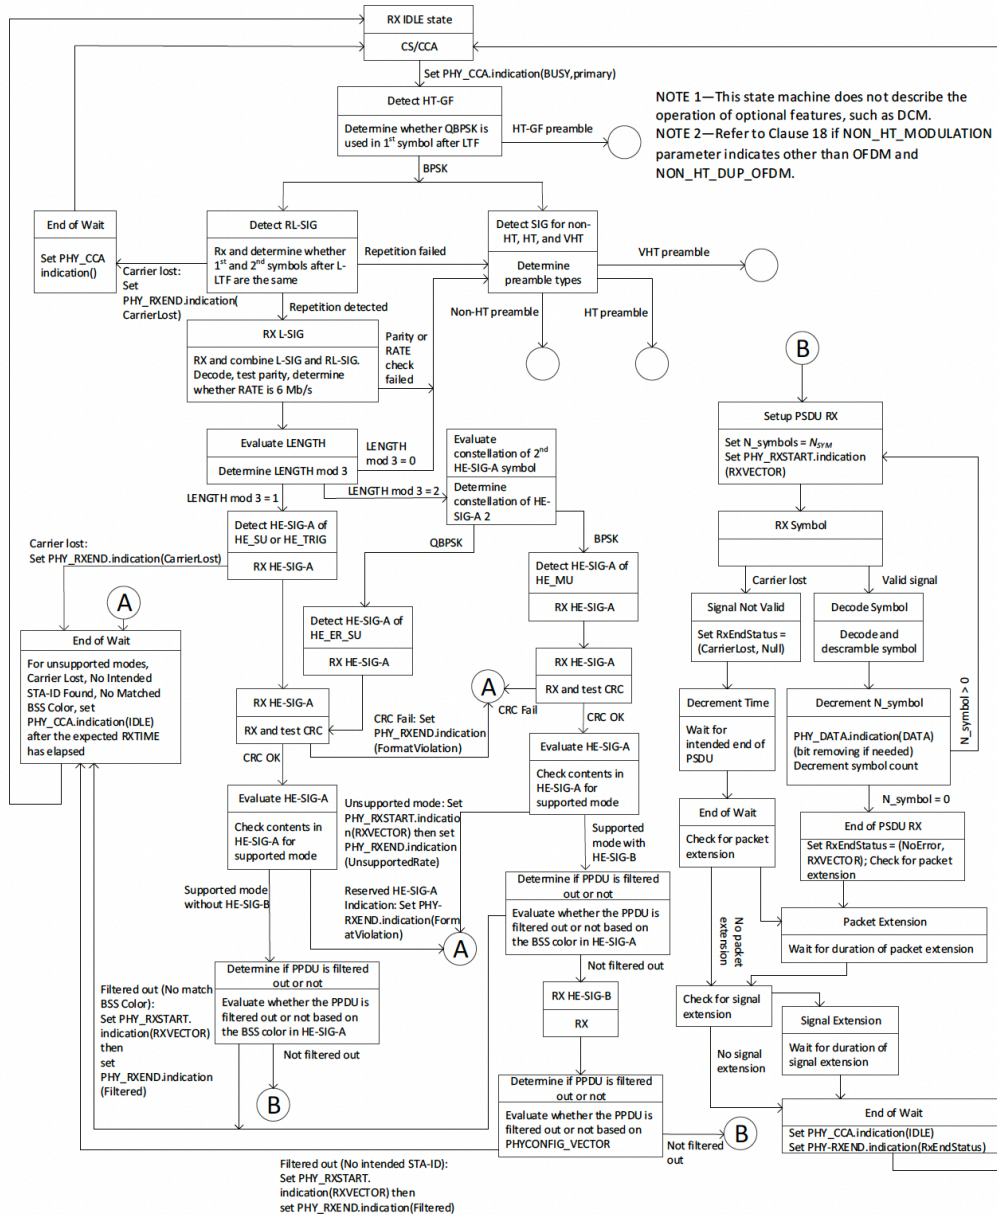 RX IDLE state
CS/CCA
Set PHY_CCA.indication(BUSY,primary)
Detect HT-GF
Determine whether QBPSK is
used in 1st symbol after LTF
HT-GF preamble
NOTE 1—This state machine does not describe the
operation of optional features, such as DCM.
NOTE 2—Refer to Clause 18 if NON_HT_MODULATION
parameter indicates other than OFDM and
NON_HT_DUP_OFDM.
BPSK
End of Wait
Set PHY_CCA
indication()
Detect RL-SIG
Rx and determine whether
1st and 2nd symbols after L-
LTF are the same
Carrier lost:
Set
PHY_RXEND.indication(
CarrierLost)
Repetition failed
Detect SIG for non-
HT, HT, and VHT
Determine
preamble types
VHT preamble
Non-HT preamble
HT preamble
Repetition detected
RX L-SIG
RX and combine L-SIG and RL-SIG.
Decode, test parity, determine
whether RATE is 6 Mb/s
Parity or
RATE
check
failed
Evaluate LENGTH
Determine LENGTH mod 3
LENGTH
mod 3 = 0
LENGTH mod 3 = 1
LENGTH mod 3 = 2
Evaluate
constellation of 2nd
HE-SIG-A symbol
Determine
constellation of HE-
SIG-A 2
QBPSK
BPSK
Detect HE-SIG-A of
HE_SU or HE_TRIG
RX HE-SIG-A
Carrier lost:
Set PHY_RXEND.indication(CarrierLost)
A
End of Wait
For unsupported modes,
Carrier Lost, No Intended
STA-ID Found, No Matched
BSS Color, set
PHY_CCA.indication(IDLE)
after the expected RXTIME
has elapsed
Detect HE-SIG-A of
HE_ER_SU
RX HE-SIG-A
Detect HE-SIG-A of
HE_MU
RX HE-SIG-A
RX HE-SIG-A
RX and test CRC
A
CRC Fail
CRC OK
RX HE-SIG-A
RX and test CRC
CRC Fail: Set
PHY_RXEND.indication
(FormatViolation)
CRC OK
Evaluate HE-SIG-A
Check contents in
HE-SIG-A for
supported mode
Evaluate HE-SIG-A
Check contents in
HE-SIG-A for
supported mode
Unsupported mode: Set
PHY_RXSTART.indicatio
n(RXVECTOR) then set
PHY_RXEND.indication
(UnsupportedRate)
Reserved HE-SIG-A
Indication: Set PHY-
RXEND.indication(For
matViolation)
A
Supported
mode with
HE-SIG-B
Supported mode
without HE-SIG-B
Determine if PPDU is filtered
out or not
Evaluate whether the PPDU is
filtered out or not based on
the BSS color in HE-SIG-A
Not filtered out
RX HE-SIG-B
RX
Determine if PPDU is filtered
out or not
Evaluate whether the PPDU is
filtered out or not based on
the BSS color in HE-SIG-A
Filtered out (No match
BSS Color):
Set PHY_RXSTART.
indication(RXVECTOR)
then
set
PHY_RXEND.indication
(Filtered)
Not filtered out
B
Determine if PPDU is filtered
out or not
Evaluate whether the PPDU is
filtered out or not based on
PHYCONFIG_VECTOR
Not filtered
out
B
Filtered out (No intended STA-ID):
Set PHY_RXSTART.
indication(RXVECTOR) then
set PHY_RXEND.indication(Filtered)
B
Setup PSDU RX
Set N_symbols = NSYM
Set PHY_RXSTART.indication
(RXVECTOR)
RX Symbol
Carrier lost
Valid signal
Signal Not Valid
Set RxEndStatus =
(CarrierLost, Null)
Decode Symbol
Decode and
descramble symbol
Decrement Time
Wait for
intended end of
PSDU
Decrement N_symbol
PHY_DATA.indication(DATA)
(bit removing if needed)
Decrement symbol count
N_symbol > 0
N_symbol = 0
End of Wait
Check for packet
extension
End of PSDU RX
Set RxEndStatus = (NoError,
RXVECTOR); Check for packet
extension
No packet
extension
Packet Extension
Wait for duration of packet extension
Check for signal
extension
Signal Extension
Wait for duration of
signal extension
No signal
extension
End of Wait
Set PHY_CCA.indication(IDLE)
Set PHY-RXEND.indication(RxEndStatus)